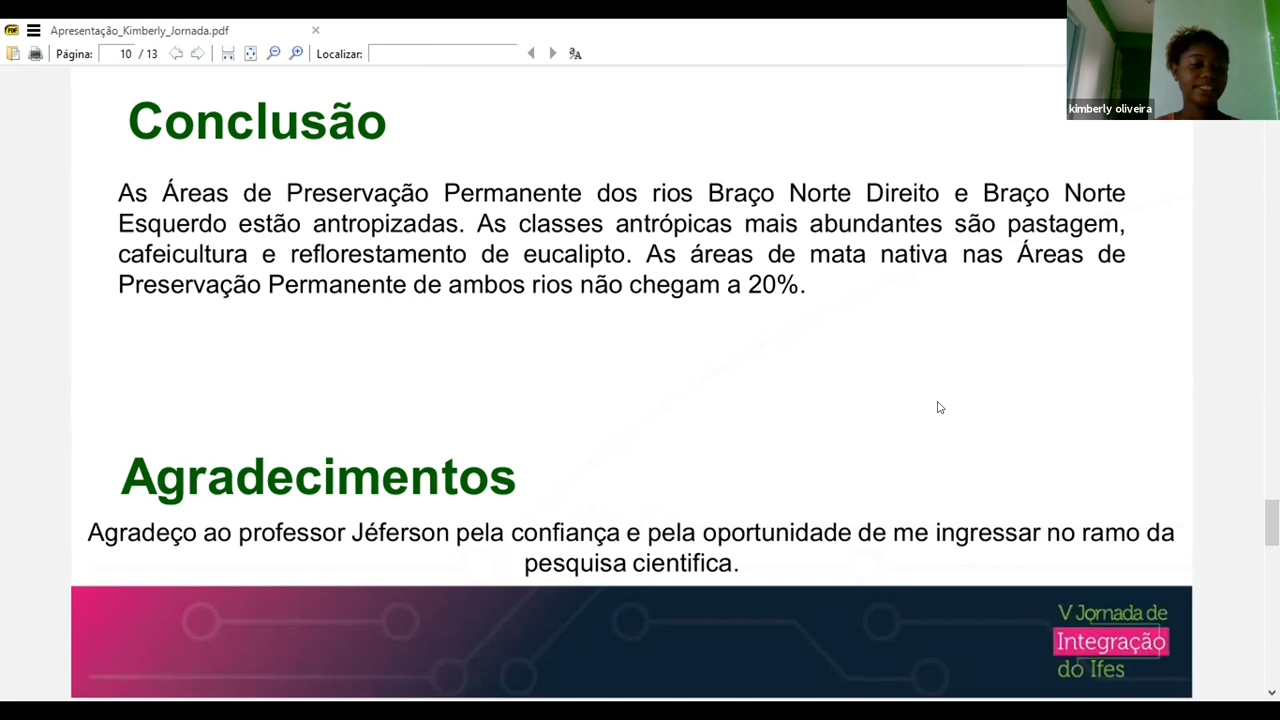 Apresentação_Kimberly_Jornada.pdf
Página: 10 / 13 Localizar:
kimberly oliveira
Conclusão
As Áreas de Preservação Permanente dos rios Braço Norte Direito e Braço Norte
Esquerdo estão antropizadas. As classes antrópicas mais abundantes são pastagem,
cafeicultura e reflorestamento de eucalipto. As áreas de mata nativa nas Áreas de
Preservação Permanente de ambos rios não chegam a 20%.
Agradecimentos
Agradeço ao professor Jéferson pela confiança e pela oportunidade de me ingressar no ramo da
pesquisa cientifica.
V Jornada de
Integração
do Ifes